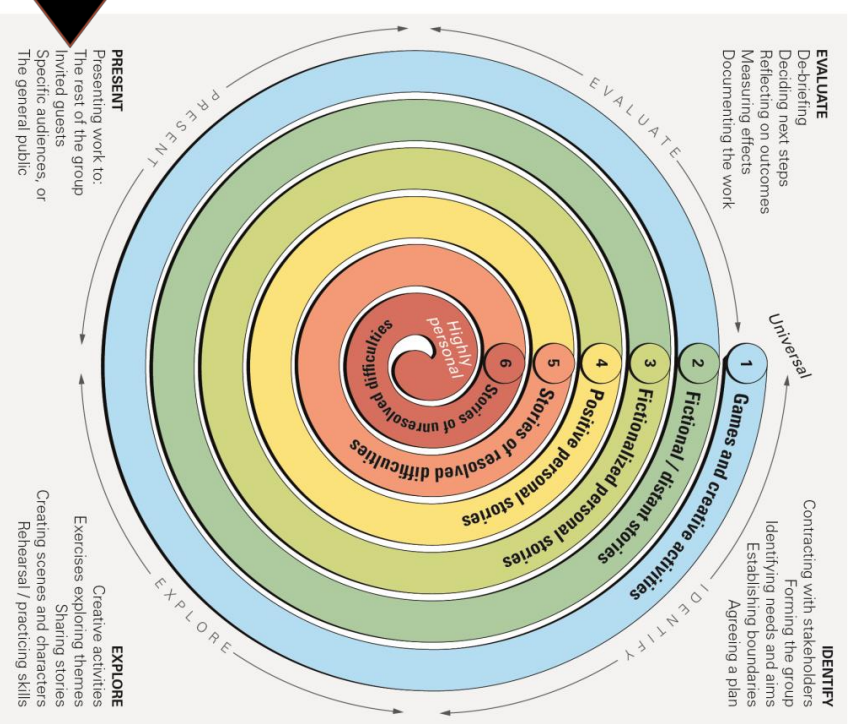 EVALUATE
De-briefing
Deciding next steps
Reflecting on outcomes
Measuring effects
Documenting the work
PRESENT
Presenting work to:
The rest of the group
Invited guests
Specific audiences, or
The general public
IDENTIFY
Contracting with stakeholders
Forming the group
Identifying needs and aims
Establishing boundaries
Agreeing a plan
EXPLORE
Creative activities
Exercises exploring themes
Sharing stories
Creating scenes and characters
Rehearsal / practicing skills
EVALUATE
IDENTIFY
EXPLORE
PRESENT
Universal
1 Games and creative activities
2 Fictional / distant stories
3 Fictionalized personal stories
4 Positive personal stories
5 Stories of resolved difficulties
6 Stories of unresolved difficulties
Highly
personal